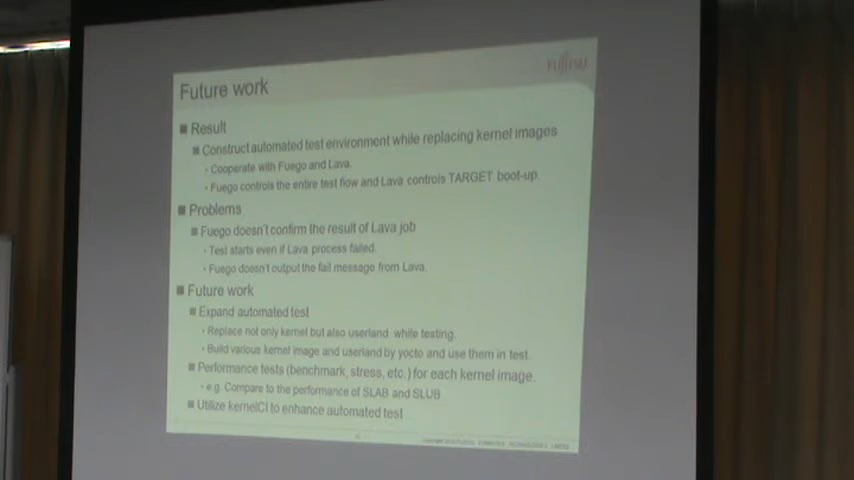 FUJITSU
Future work
Result
Construct automated test environment while replacing kernel images
Cooperate with Fuego and Lava.
Fuego controls the entire test flow and Lava controls TARGET boot-up.
Problems
Fuego doesn't confirm the result of Lava job
Test starts even if Lava process failed.
Fuego doesn't output the fail message from Lava.
Future work
Expand automated test
Replace not only kernel but also userland while testing.
Build various kernel image and userland by yocto and use them in test.
Performance tests (benchmark, stress, etc.) for each kernel image.
e.g. Compare to the performance of SLAB and SLUB
Utilize kernelCI to enhance automated test